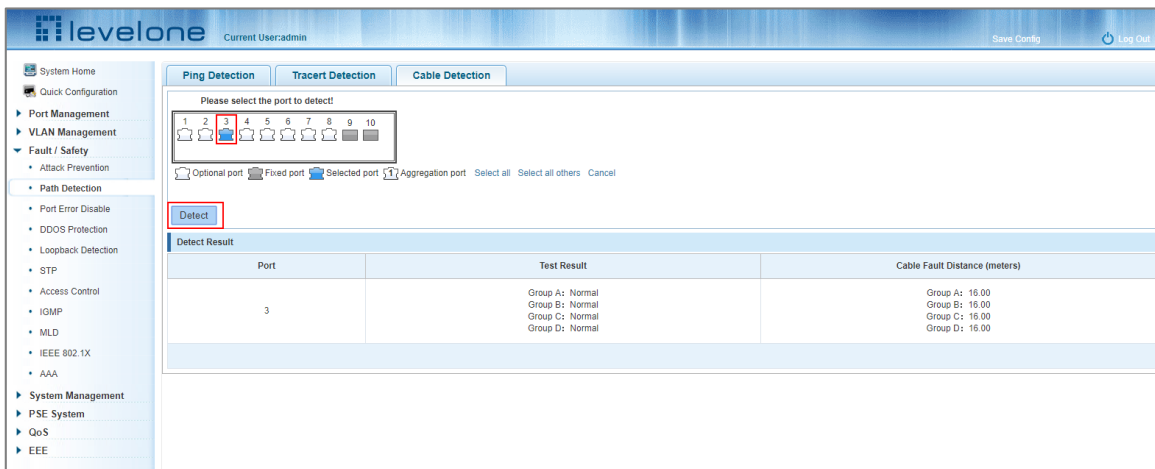 levelone Current User:admin Save Config Log Out
System Home
Quick Configuration
Port Management
VLAN Management
Fault / Safety
Attack Prevention
Path Detection
Port Error Disable
DDOS Protection
Loopback Detection
STP
Access Control
IGMP
MLD
IEEE 802.1X
AAA
System Management
PSE System
QoS
EEE
Ping Detection Tracert Detection Cable Detection
Please select the port to detect!
1 2 3 4 5 6 7 8 9 10
Optional port Fixed port Selected port 1 Aggregation port Select all Select all others Cancel
Detect
Detect Result
Port Test Result Cable Fault Distance (meters)
3
Group A: Normal
Group B: Normal
Group C: Normal
Group D: Normal
Group A: 16.00
Group B: 16.00
Group C: 16.00
Group D: 16.00